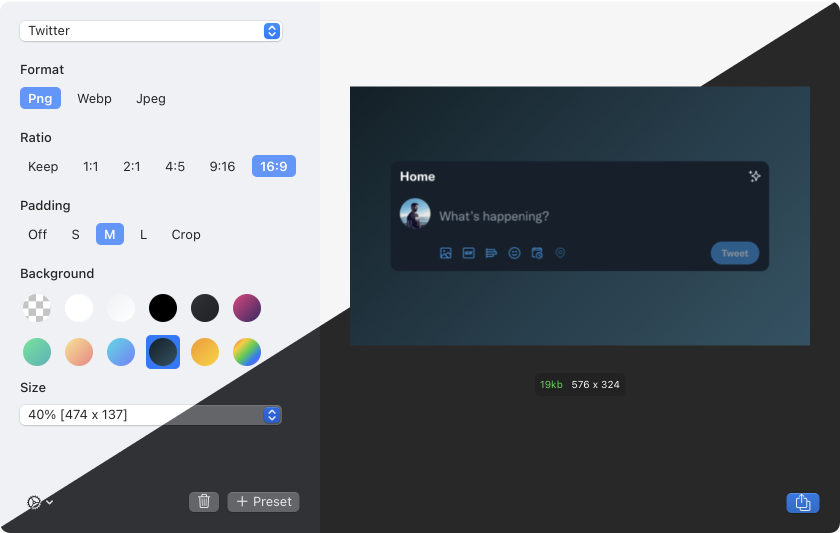 Twitter
Format
Png Webp Jpeg
Ratio
Keep 1:1 2:1 4:5 9:16 16:9
Padding
Off S M L Crop
Background
Size
40% [474 x 137]
+ Preset
Home
What's happening?
GIF
Tweet
19kb 576 x 324